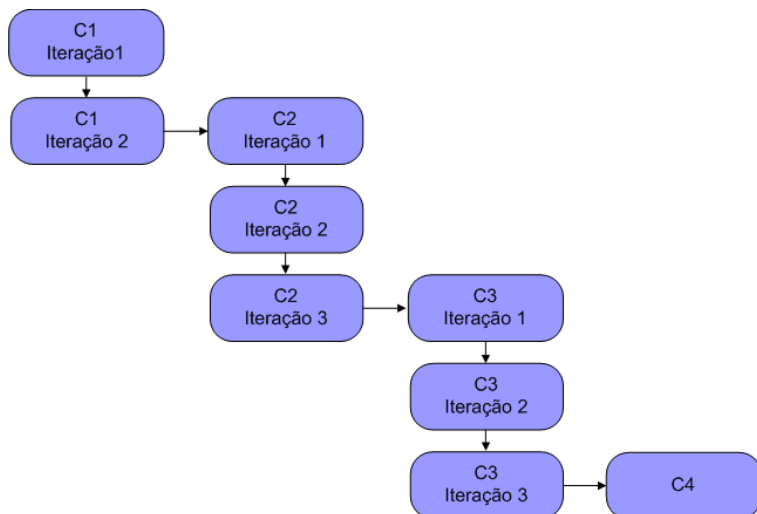 C1
Iteração1
C1
Iteração 2
C2
Iteração 1
C2
Iteração 2
C2
Iteração 3
C3
Iteração 1
C3
Iteração 2
C3
Iteração 3
C4